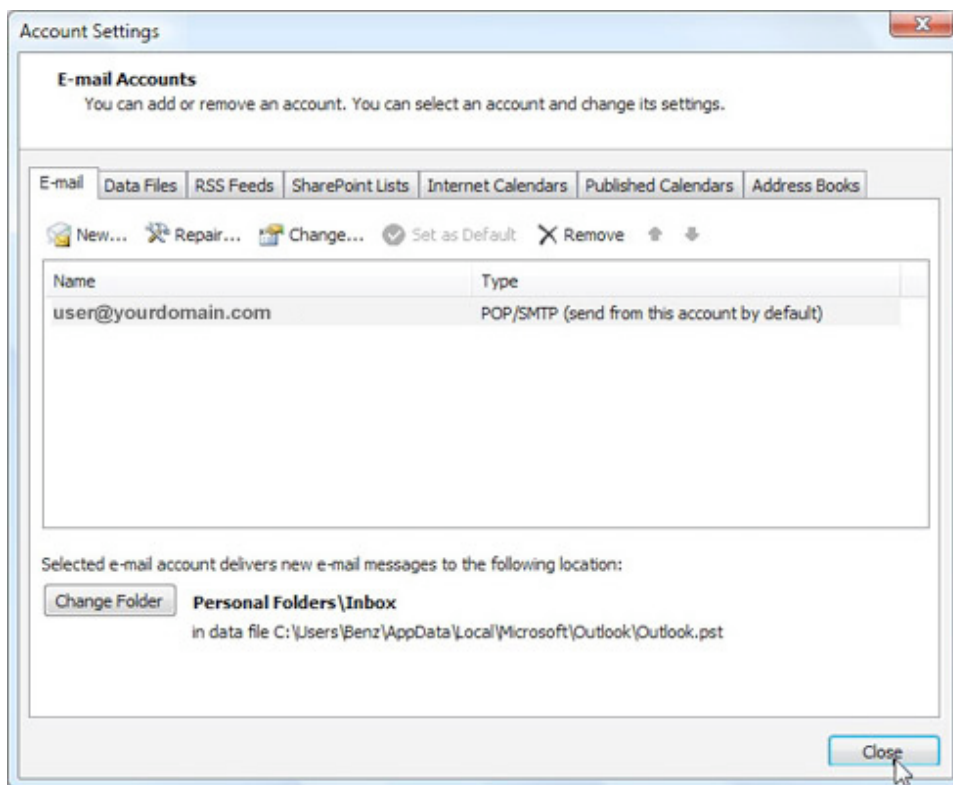 Account Settings
E-mail Accounts
You can add or remove an account. You can select an account and change its settings.
E-mail Data Files RSS Feeds SharePoint Lists Internet Calendars Published Calendars Address Books
New... Repair... Change... Set as Default Remove
Name Type
user@yourdomain.com POP/SMTP (send from this account by default)
Selected e-mail account delivers new e-mail messages to the following location:
Change Folder Personal Folders\Inbox
in data file C:\Users\Benz\AppData\Local\Microsoft\Outlook\Outlook.pst
Close